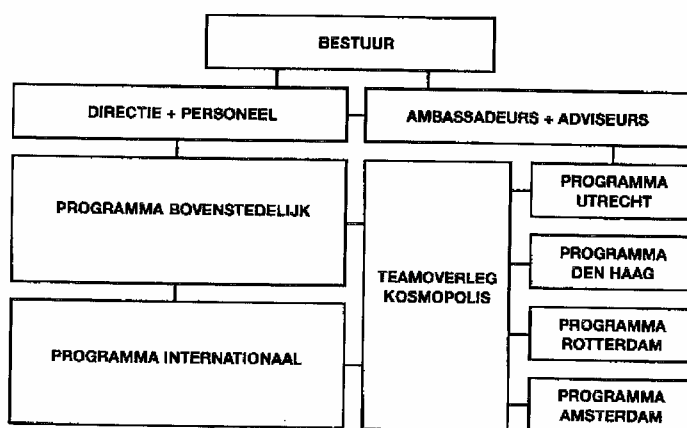 BESTUUR
DIRECTIE + PERSONEEL
AMBASSADEURS + ADVISEURS
PROGRAMMA BOVENSTEDELIJK
PROGRAMMA INTERNATIONAAL
TEAMOVERLEG
KOSMOPOLIS
PROGRAMMA
UTRECHT
PROGRAMMA
DEN HAAG
PROGRAMMA
ROTTERDAM
PROGRAMMA
AMSTERDAM